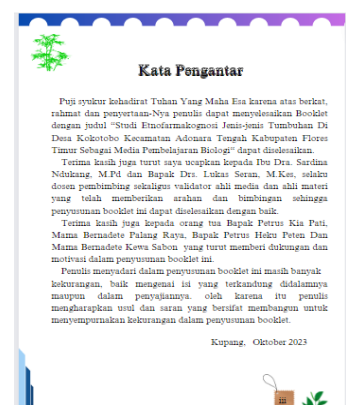 Kata Pengantar
Puji syukur kehadirat Tuhan Yang Maha Esa karena atas berkat,
rahmat dan penyertaan-Nya penulis dapat menyelesaikan Booklet
dengan judul “Studi Etnofarmakognosi Jenis-jenis Tumbuhan Di
Desa Kokotobo Kecamatan Adonara Tengah Kabupaten Flores
Timur Sebagai Media Pembelajaran Biologi” dapat diselesaikan.
Terima kasih juga turut saya ucapkan kepada Ibu Dra. Sardina
Ndukang, M.Pd dan Bapak Drs. Lukas Seran, M.Kes, selaku
dosen pembimbing sekaligus validator ahli media dan ahli materi
yang telah memberikan arahan dan bimbingan sehingga
penyusunan booklet ini dapat diselesaikan dengan baik.
Terima kasih juga kepada orang tua Bapak Petrus Kia Pati,
Mama Bernadete Palang Raya, Bapak Petrus Heku Peten Dan
Mama Bernadete Kewa Sabon yang turut memberi dukungan dan
motivasi dalam penyusunan booklet ini.
Penulis menyadari dalam penyusunan booklet ini masih banyak
kekurangan, baik mengenai isi yang terkandung didalamnya
maupun dalam penyajiannya. oleh karena itu penulis
mengharapkan usul dan saran yang bersifat membangun untuk
menyempurnakan kekurangan dalam penyusunan booklet.
Kupang, Oktober 2023